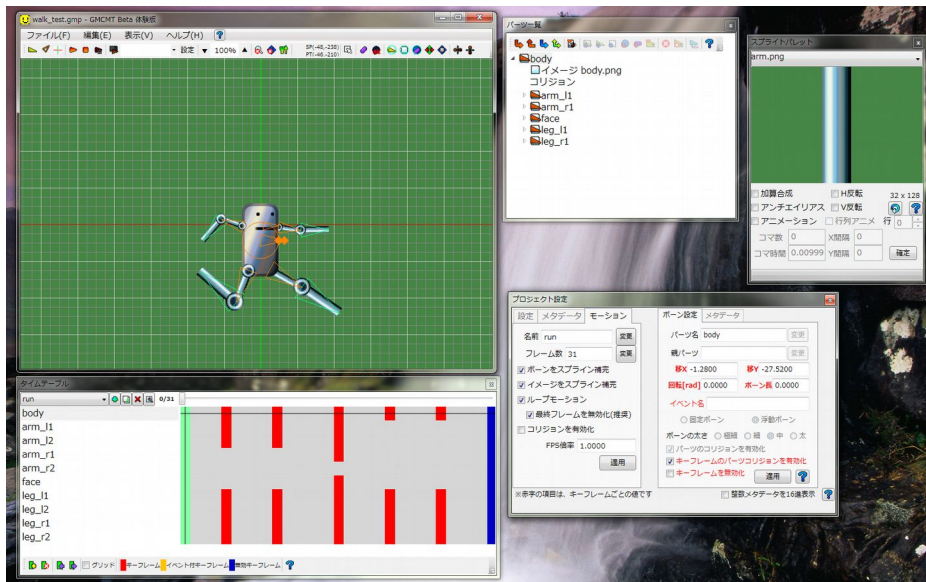 walk_test.gmp - GMCMT Beta 体験版
ファイル(F) 編集(E) 表示(V) ヘルプ(H)
設定 ▼ 100% ▲ SP(-46,-238)
PT(-46,-210)
パーツ一覧
body
イメージ body.png
コリジョン
arm_l1
arm_r1
face
leg_l1
leg_r1
スプライトパレット
arm.png
加算合成 H反転 32 x 128
アンチエイリアス V反転
アニメーション 行列アニメ 行 0
コマ数 0 X間隔 0
コマ時間 0.00999 Y間隔 0 確定
プロジェクト設定
設定 メタデータ モーション
名前 run 変更
フレーム数 31 変更
ボーンをスプライン補完
イメージをスプライン補完
ループモーション
最終フレームを無効化(推奨)
コリジョンを有効化
FPS倍率 1.0000
適用
※赤字の項目は、キーフレームごとの値です
ボーン設定 メタデータ
パーツ名 body 変更
親パーツ 変更
移X -1.2800 移Y -27.5200
回転[rad] 0.0000 ボーン長 0.0000
イベント名
固定ボーン 浮動ボーン
ボーンの太さ 極細 細 中 太
パーツのコリジョンを有効化
キーフレームのパーツコリジョンを有効化
キーフレームを無効化 適用
整数メタデータを16進表示
タイムテーブル
run 0/31
body
arm_l1
arm_l2
arm_r1
arm_r2
face
leg_l1
leg_l2
leg_r1
leg_r2
グリッド キーフレーム イベント付キーフレーム 無効キーフレーム